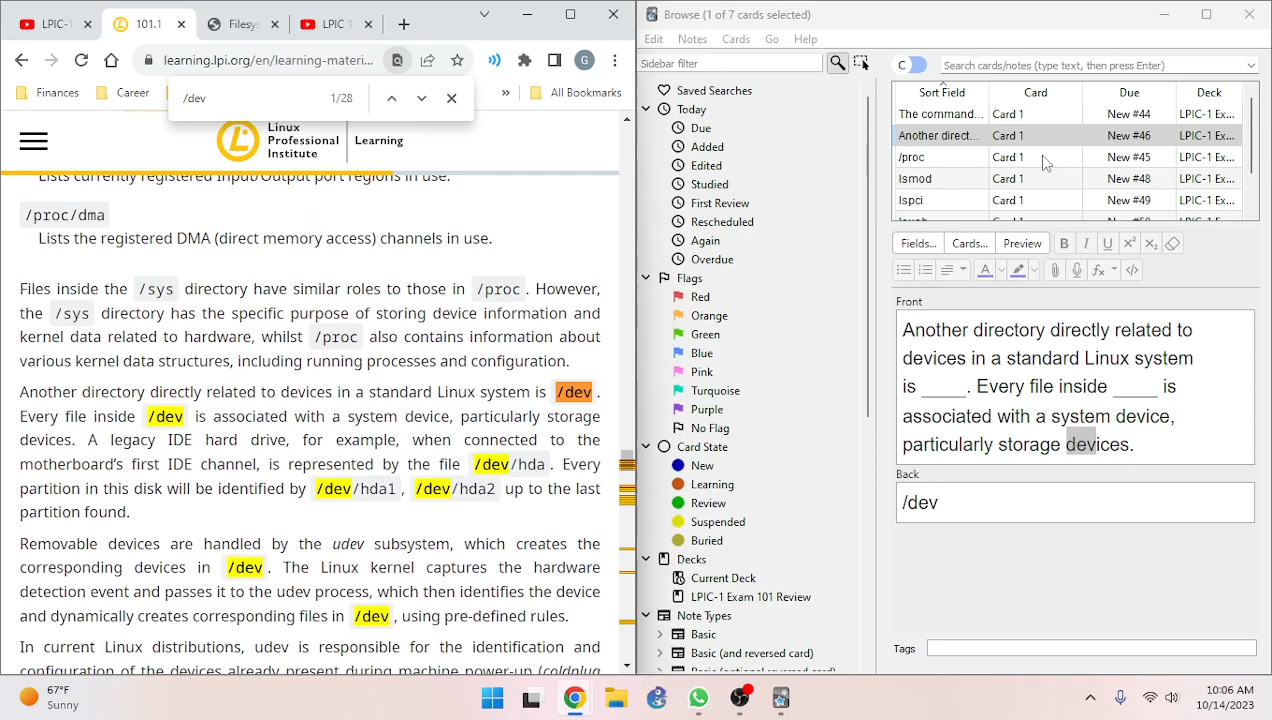 LPIC-
101.1
Filesy
LPIC 1
learning.lpi.org/en/learning-materi...
G
Finances
Career
»
All Bookmarks
/dev
1/28
Linux
Professional
Institute
Learning
Lists currently registered Input/Output port regions in use.
/proc/dma
Lists the registered DMA (direct memory access) channels in use.
Files inside the /sys directory have similar roles to those in /proc. However,
the /sys directory has the specific purpose of storing device information and
kernel data related to hardware, whilst /proc also contains information about
various kernel data structures, including running processes and configuration.
Another directory directly related to devices in a standard Linux system is /dev.
Every file inside /dev is associated with a system device, particularly storage
devices. A legacy IDE hard drive, for example, when connected to the
motherboard's first IDE channel, is represented by the file /dev/hda. Every
partition in this disk will be identified by /dev/hda1, /dev/hda2 up to the last
partition found.
Removable devices are handled by the udev subsystem, which creates the
corresponding devices in /dev. The Linux kernel captures the hardware
detection event and passes it to the udev process, which then identifies the device
and dynamically creates corresponding files in /dev, using pre-defined rules.
In current Linux distributions, udev is responsible for the identification and
configuration of the devices already present during machine power-up (coldplug
Browse (1 of 7 cards selected)
Edit Notes Cards Go Help
Sidebar filter
Saved Searches
Today
Due
Added
Edited
Studied
First Review
Rescheduled
Again
Overdue
Flags
Red
Orange
Green
Blue
Pink
Turquoise
Purple
No Flag
Card State
New
Learning
Review
Suspended
Buried
Decks
Current Deck
LPIC-1 Exam 101 Review
Note Types
Basic
Basic (and reversed card)
Basic (optional reversed card)
C
Search cards/notes (type text, then press Enter)
Sort Field Card Due Deck
The command... Card 1 New #44 LPIC-1 Ex...
Another direct... Card 1 New #46 LPIC-1 Ex...
/proc Card 1 New #45 LPIC-1 Ex...
lsmod Card 1 New #48 LPIC-1 Ex...
lspci Card 1 New #49 LPIC-1 Ex...
Fields... Cards... Preview B I U x² x₂
A fx </>
Front
Another directory directly related to
devices in a standard Linux system
is _____. Every file inside _____ is
associated with a system device,
particularly storage devices.
Back
/dev
Tags
67°F
Sunny
10:06 AM
10/14/2023